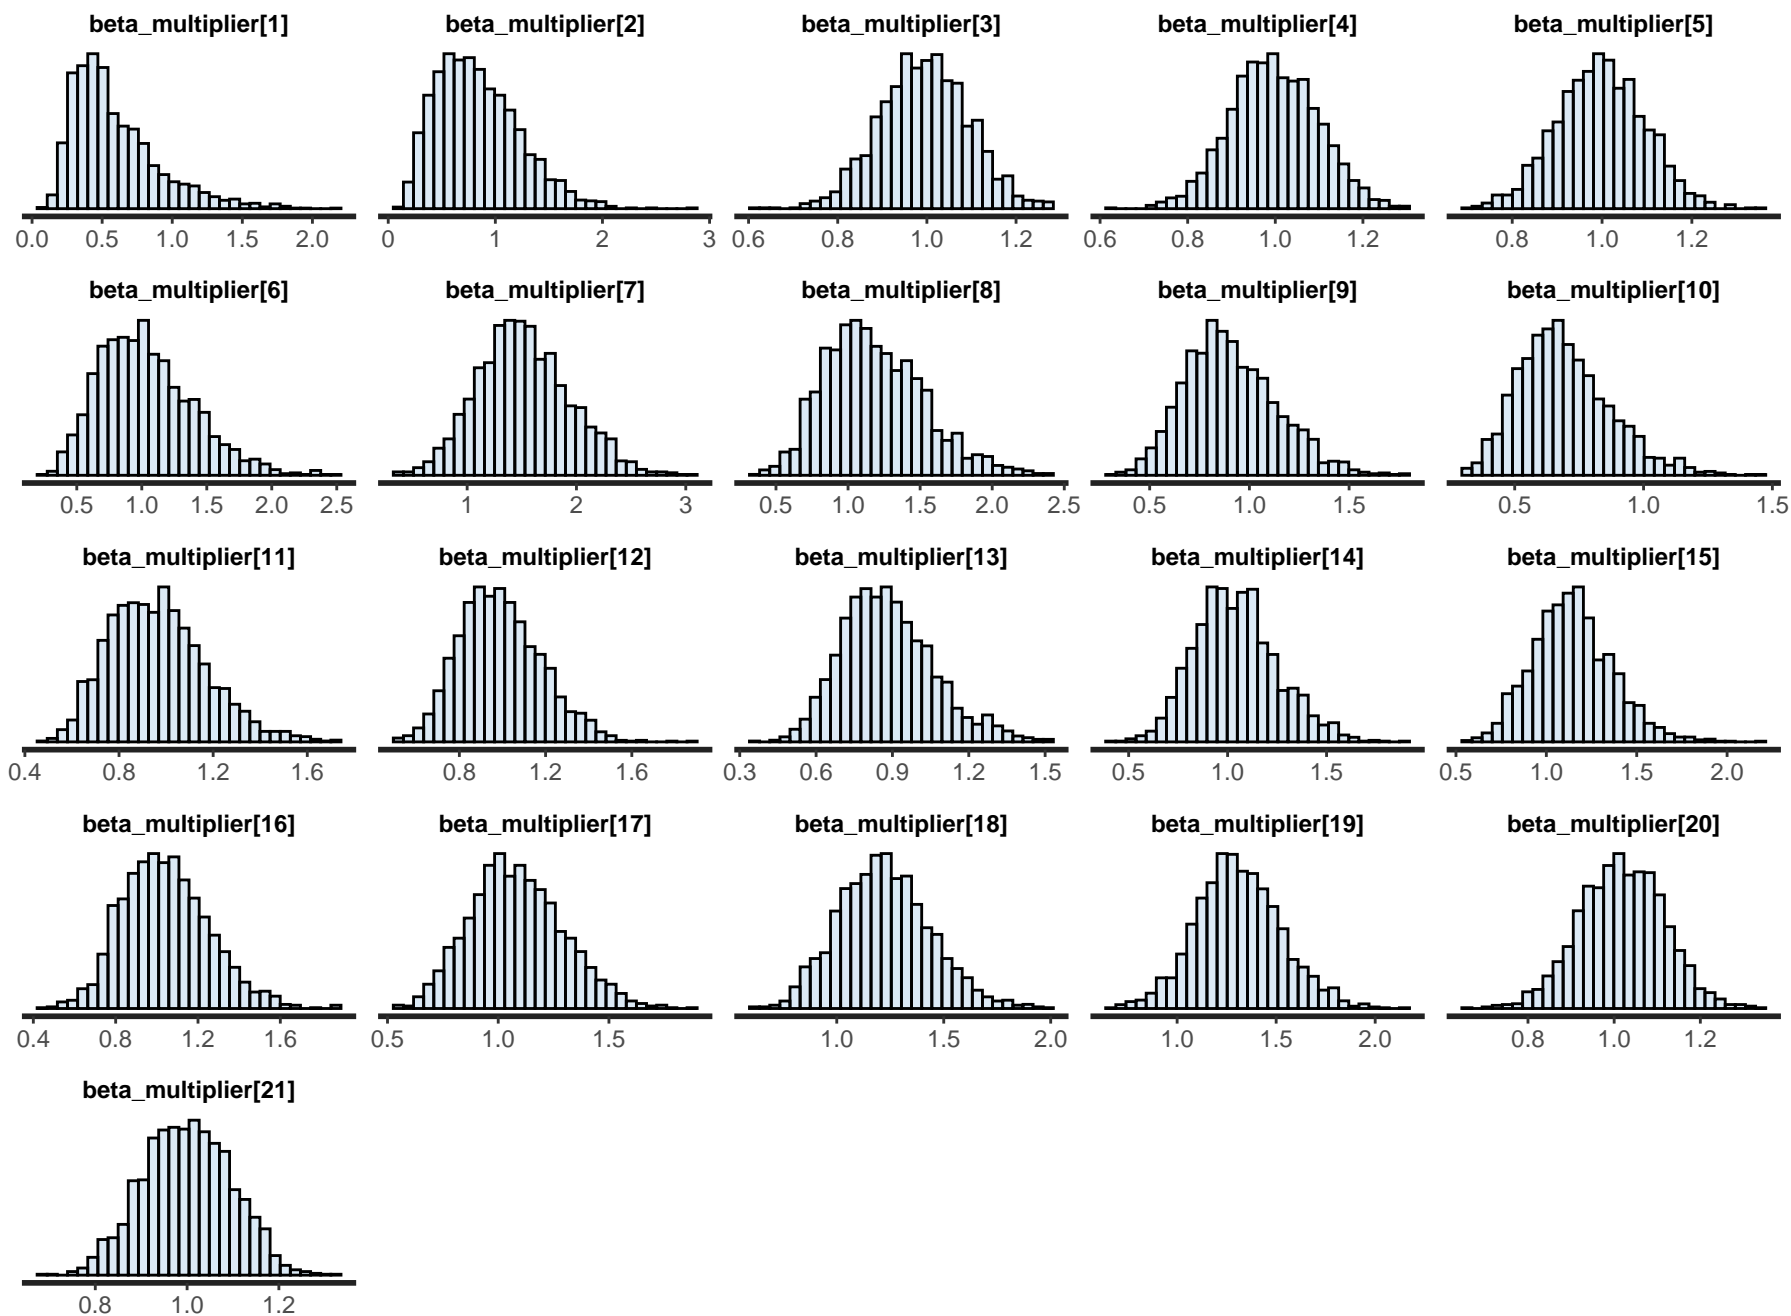 beta_multiplier[1] beta_multiplier[2] beta_multiplier[3] beta_multiplier[4] beta_multiplier[5]
0.0 0.5 1.0 1.5 2.0 0 1 2 3 0.6 0.8 1.0 1.2 0.6 0.8 1.0 1.2 0.8 1.0 1.2
beta_multiplier[6] beta_multiplier[7] beta_multiplier[8] beta_multiplier[9] beta_multiplier[10]
0.5 1.0 1.5 2.0 2.5 1 2 3 0.5 1.0 1.5 2.0 2.5 0.5 1.0 1.5 0.5 1.0 1.5
beta_multiplier[11] beta_multiplier[12] beta_multiplier[13] beta_multiplier[14] beta_multiplier[15]
0.4 0.8 1.2 1.6 0.8 1.2 1.6 0.3 0.6 0.9 1.2 1.5 0.5 1.0 1.5 0.5 1.0 1.5 2.0
beta_multiplier[16] beta_multiplier[17] beta_multiplier[18] beta_multiplier[19] beta_multiplier[20]
0.4 0.8 1.2 1.6 0.5 1.0 1.5 1.0 1.5 2.0 1.0 1.5 2.0 0.8 1.0 1.2
beta_multiplier[21]
0.8 1.0 1.2